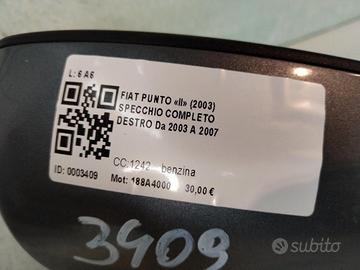 L: 6 A6
FIAT PUNTO «II» (2003)
SPECCHIO COMPLETO
DESTRO Da 2003 A 2007
CC:1242 benzina
ID: 0003409 Mot: 188A4000 30,00 €
3409
subito